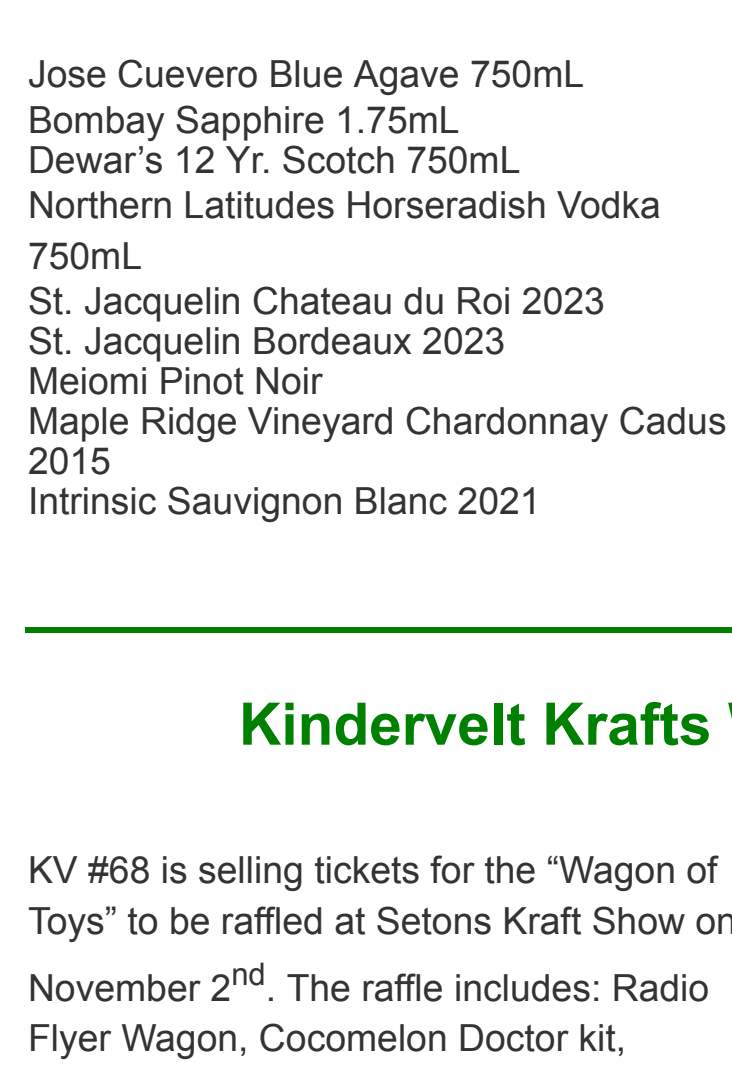 Jose Cuevero Blue Agave 750mL
Bombay Sapphire 1.75mL
Dewar’s 12 Yr. Scotch 750mL
Northern Latitudes Horseradish Vodka
750mL
St. Jacquelin Chateau du Roi 2023
St. Jacquelin Bordeaux 2023
Meiomi Pinot Noir
Maple Ridge Vineyard Chardonnay Cadus
2015
Intrinsic Sauvignon Blanc 2021
Kindervelt Krafts
KV #68 is selling tickets for the “Wagon of
Toys” to be raffled at Setons Kraft Show on
November 2nd. The raffle includes: Radio
Flyer Wagon, Cocomelon Doctor kit,